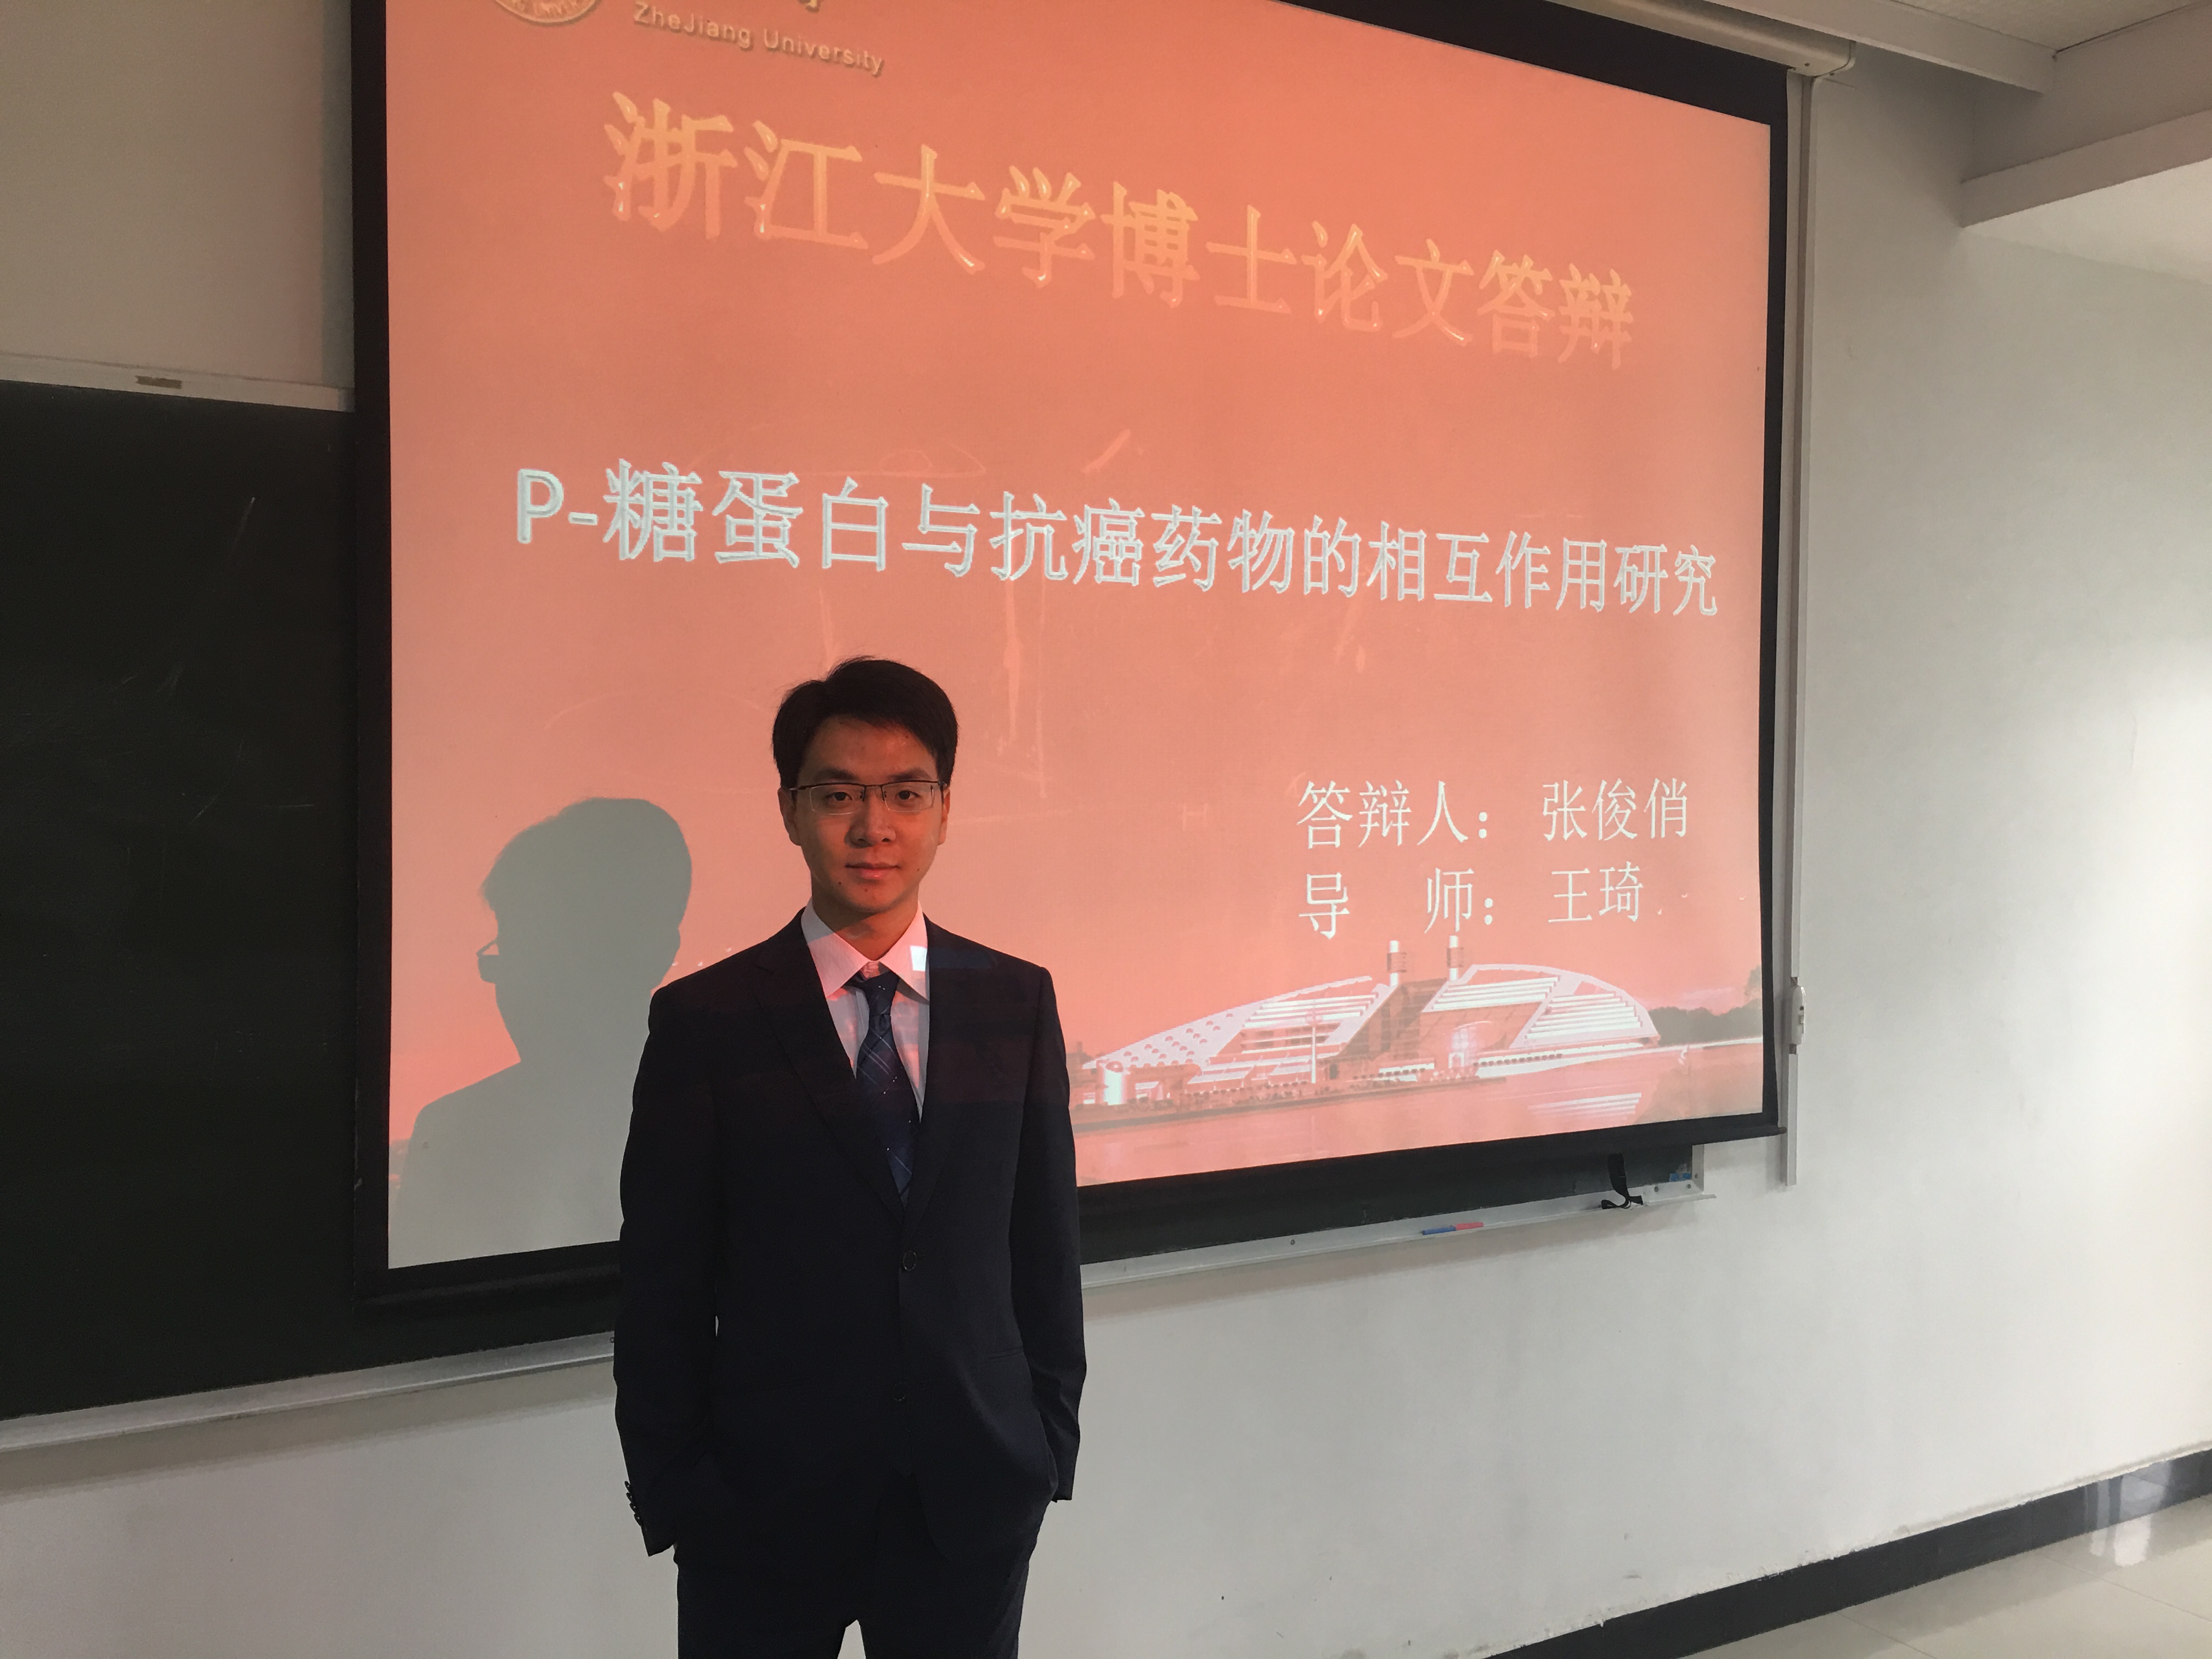 ZheJiang University
浙江大学博士论文答辩
P-糖蛋白与抗癌药物的相互作用研究
答辩人： 张俊俏
导 师： 王琦